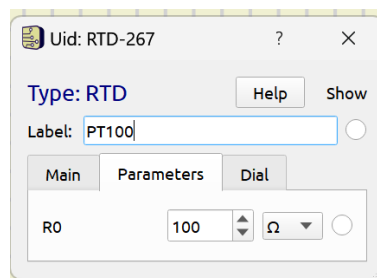 Uid: RTD-267 ?
Type: RTD Help Show
Label: PT100
Main Parameters Dial
R0 100 Ω